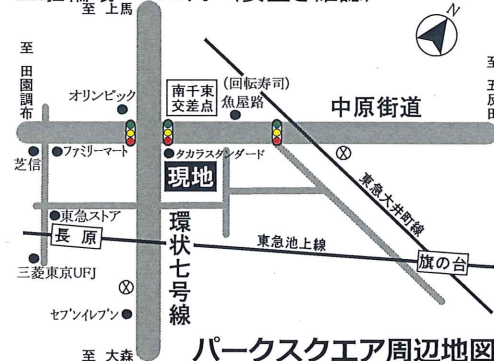 至 上馬
N
至 田園調布
オリンピック
南千束
交差点
(回転寿司)
魚屋路
中原街道
至 五反田
芝信
ファミリーマート
タカラスタンダード
現地
東急大井町線
東急ストア
長原
環状七号線
東急池上線
旗の台
三菱東京UFJ
セブンイレブン
至 大森
パークスクエア周辺地図